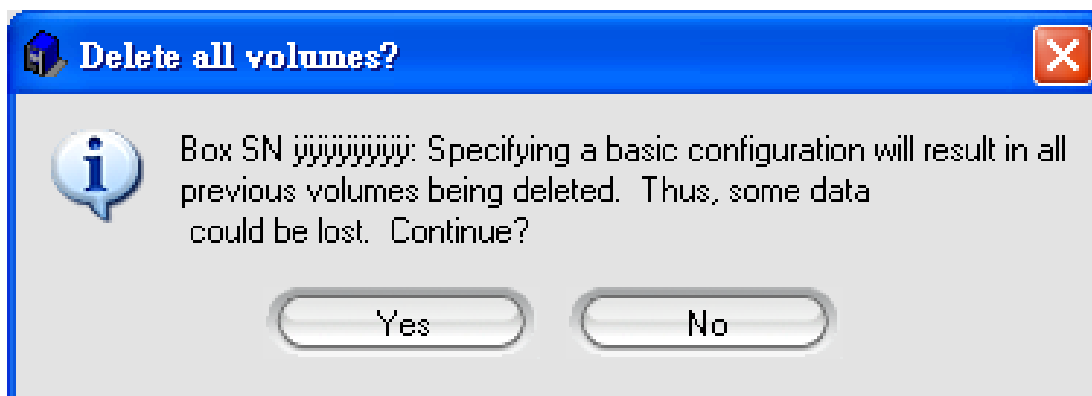 Delete all volumes?
Box SN ÿÿÿÿÿÿÿÿ: Specifying a basic configuration will result in all
previous volumes being deleted.  Thus, some data
could be lost.  Continue?
Yes
No